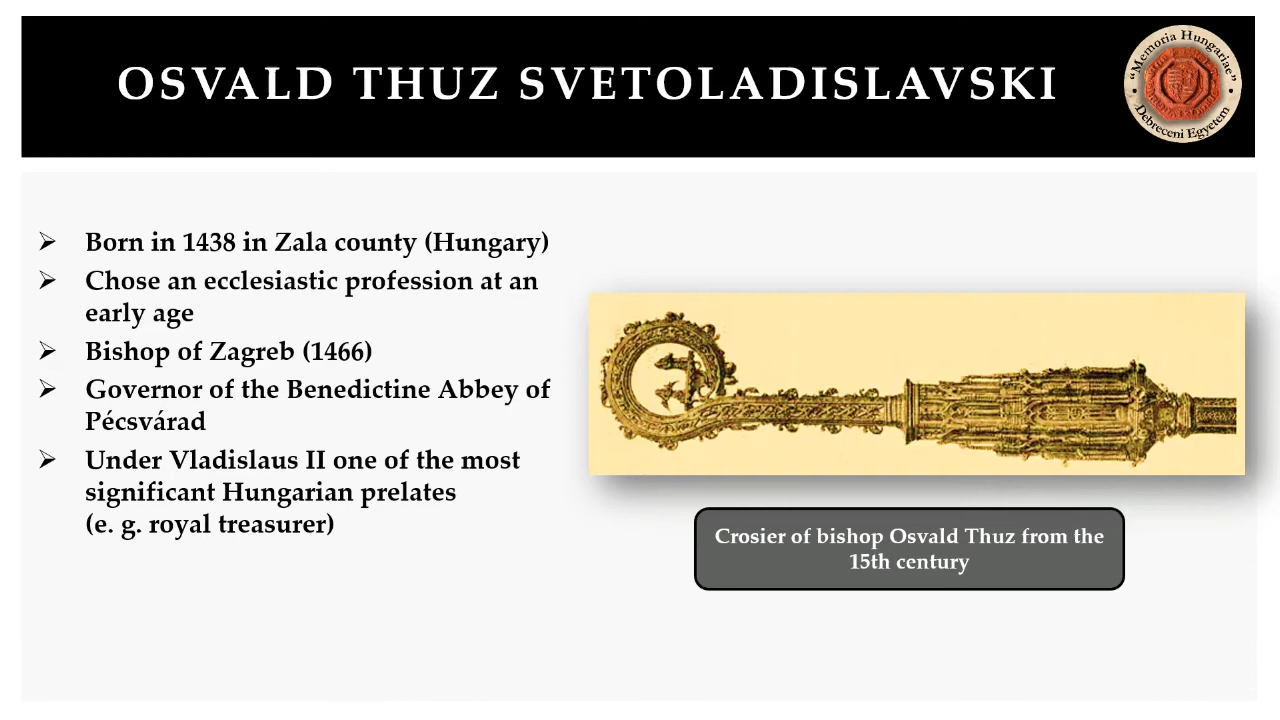 OSVALD THUZ SVETOLADISLAVSKI
"Memoria Hungariae"
Debreceni Egyetem
Born in 1438 in Zala county (Hungary)
Chose an ecclesiastic profession at an
early age
Bishop of Zagreb (1466)
Governor of the Benedictine Abbey of
Pécsvárad
Under Vladislaus II one of the most
significant Hungarian prelates
(e. g. royal treasurer)
Crosier of bishop Osvald Thuz from the
15th century